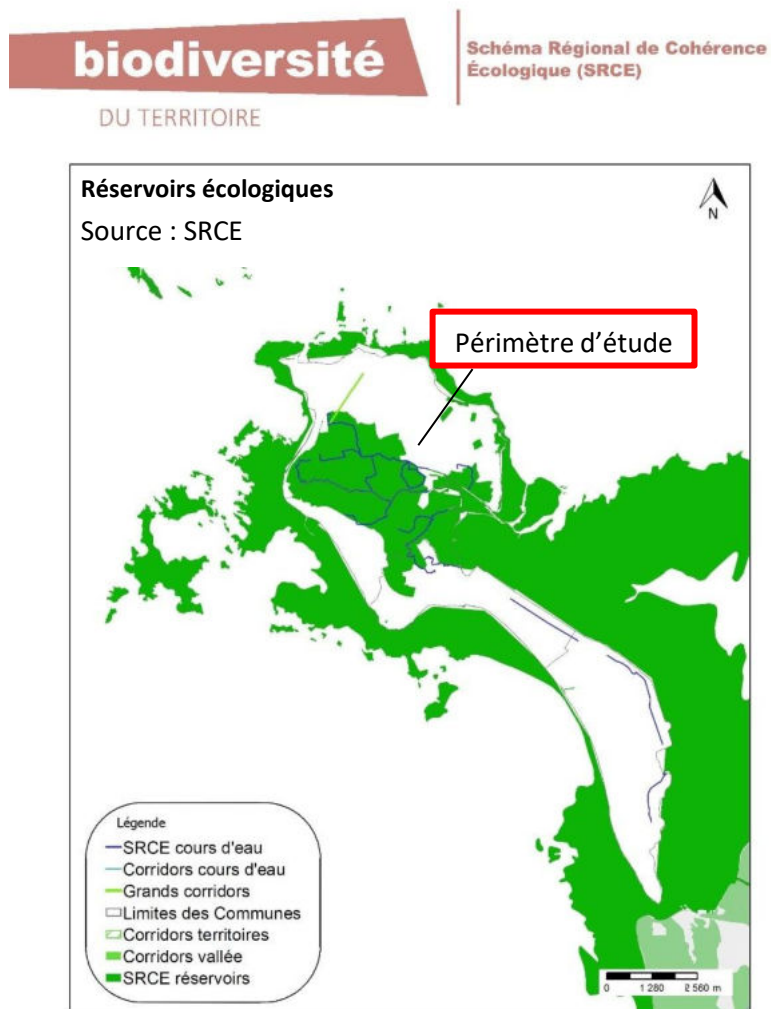 biodiversité
Schéma Régional de Cohérence
Écologique (SRCE)
DU TERRITOIRE
Réservoirs écologiques
Source : SRCE
N
Périmètre d'étude
Légende
SRCE cours d'eau
Corridors cours d'eau
Grands corridors
Limites des Communes
Corridors territoires
Corridors vallée
SRCE réservoirs
0 1 280 2 560 m